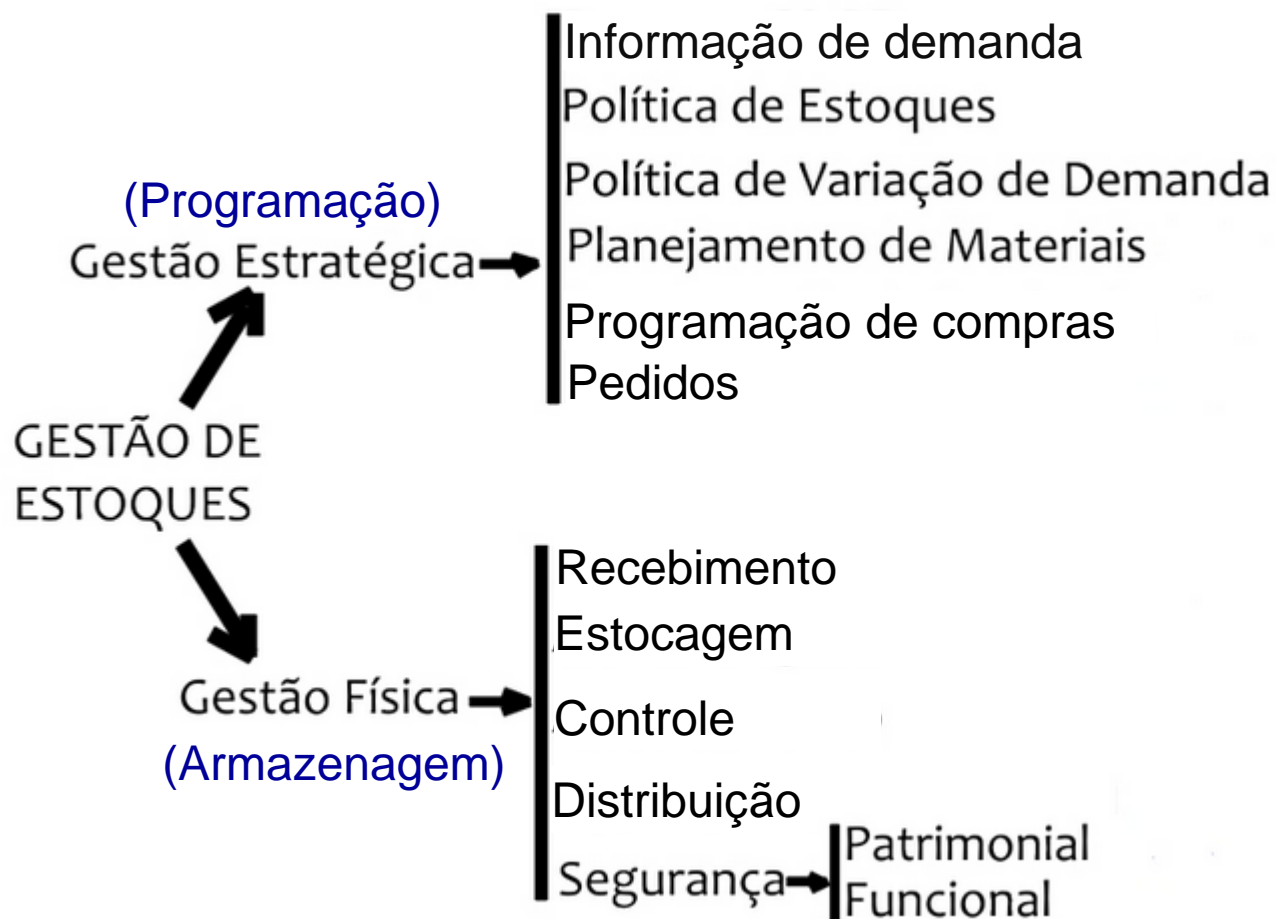 Informação de demanda
Política de Estoques
Política de Variação de Demanda
(Programação)
Gestão Estratégica
Planejamento de Materiais
Programação de compras
Pedidos
GESTÃO DE
ESTOQUES
Recebimento
Estocagem
Gestão Física
Controle
(Armazenagem)
Distribuição
Segurança
Patrimonial
Funcional